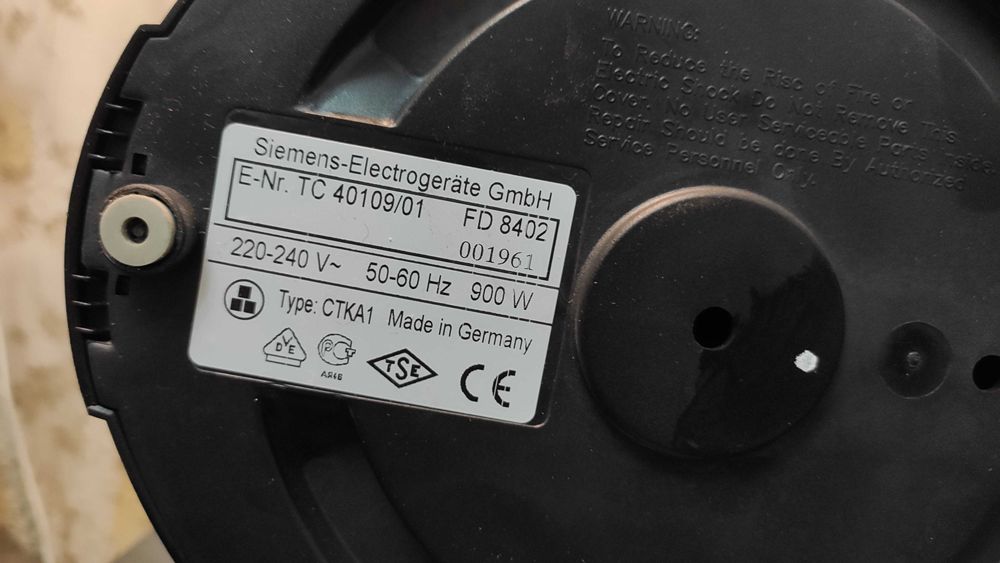 WARNING:
To Reduce the Risc of Fire or
Electric Shock Do Not Remove This
Cover. No User Serviceable Parts Inside
Repair Should be done By Authorized
Service Personnel Only.
Siemens-Electrogeräte GmbH
E-Nr. TC 40109/01 FD 8402
001961
220-240 V~ 50-60 Hz 900 W
Type: CTKA1 Made in Germany
DVE
PG
TSE
CE